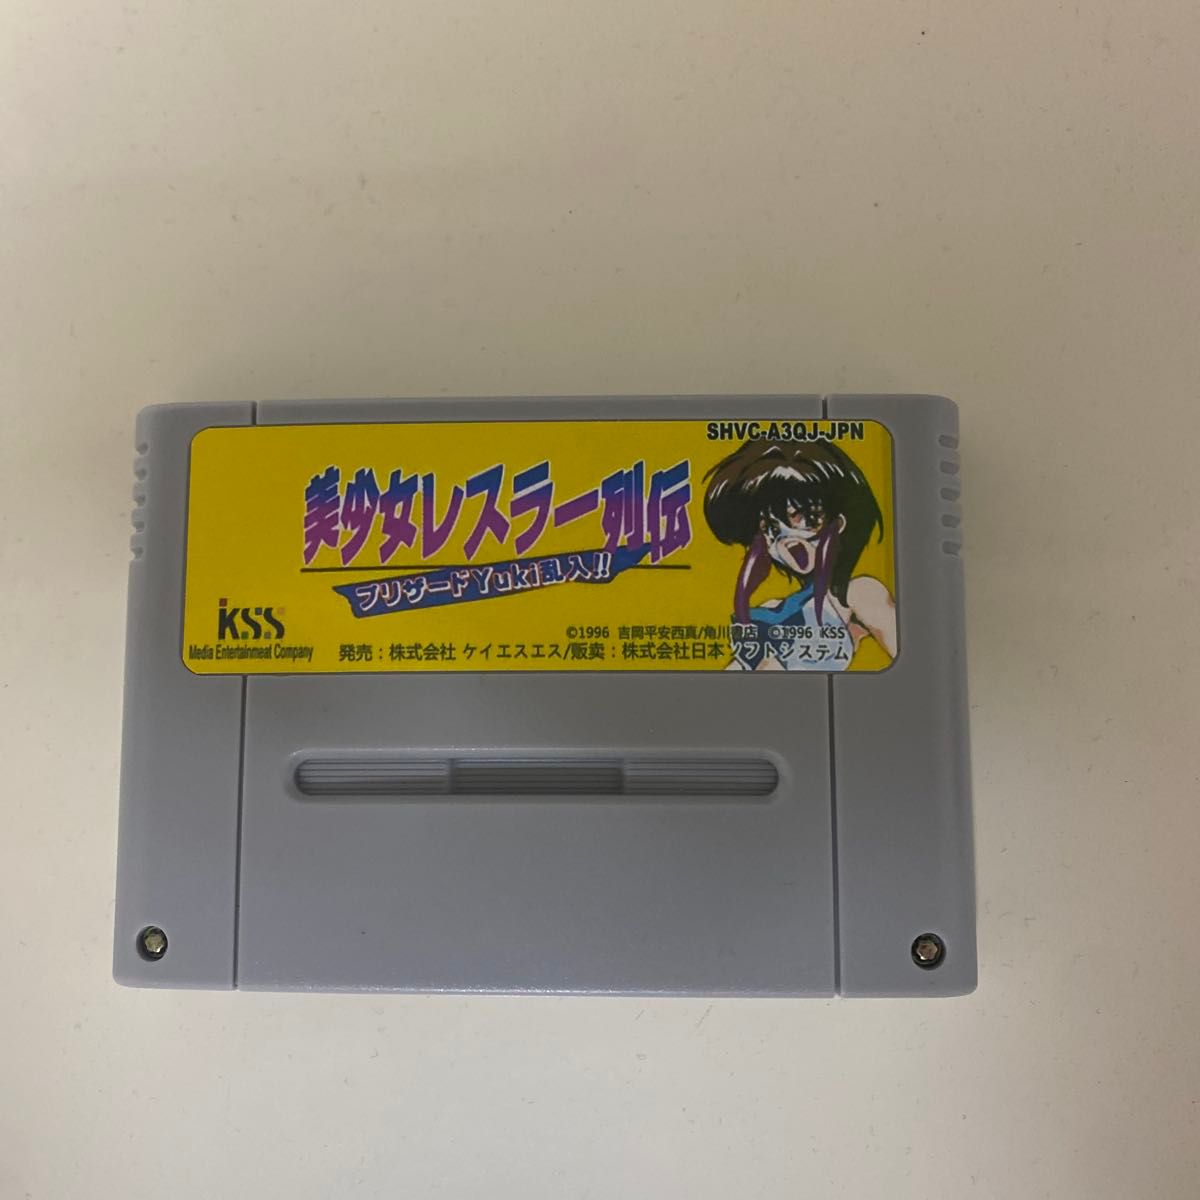 SHVC-A3QJ-JPN
美少女レスラー列伝
ブリザードYuki乱入!!
KSS
Media Entertainmeat Company
©1996 吉岡平安西真/角川書店 ©1996 KSS
発売：株式会社 ケイエスエス/販卖：株式会社日本ソフトシステム